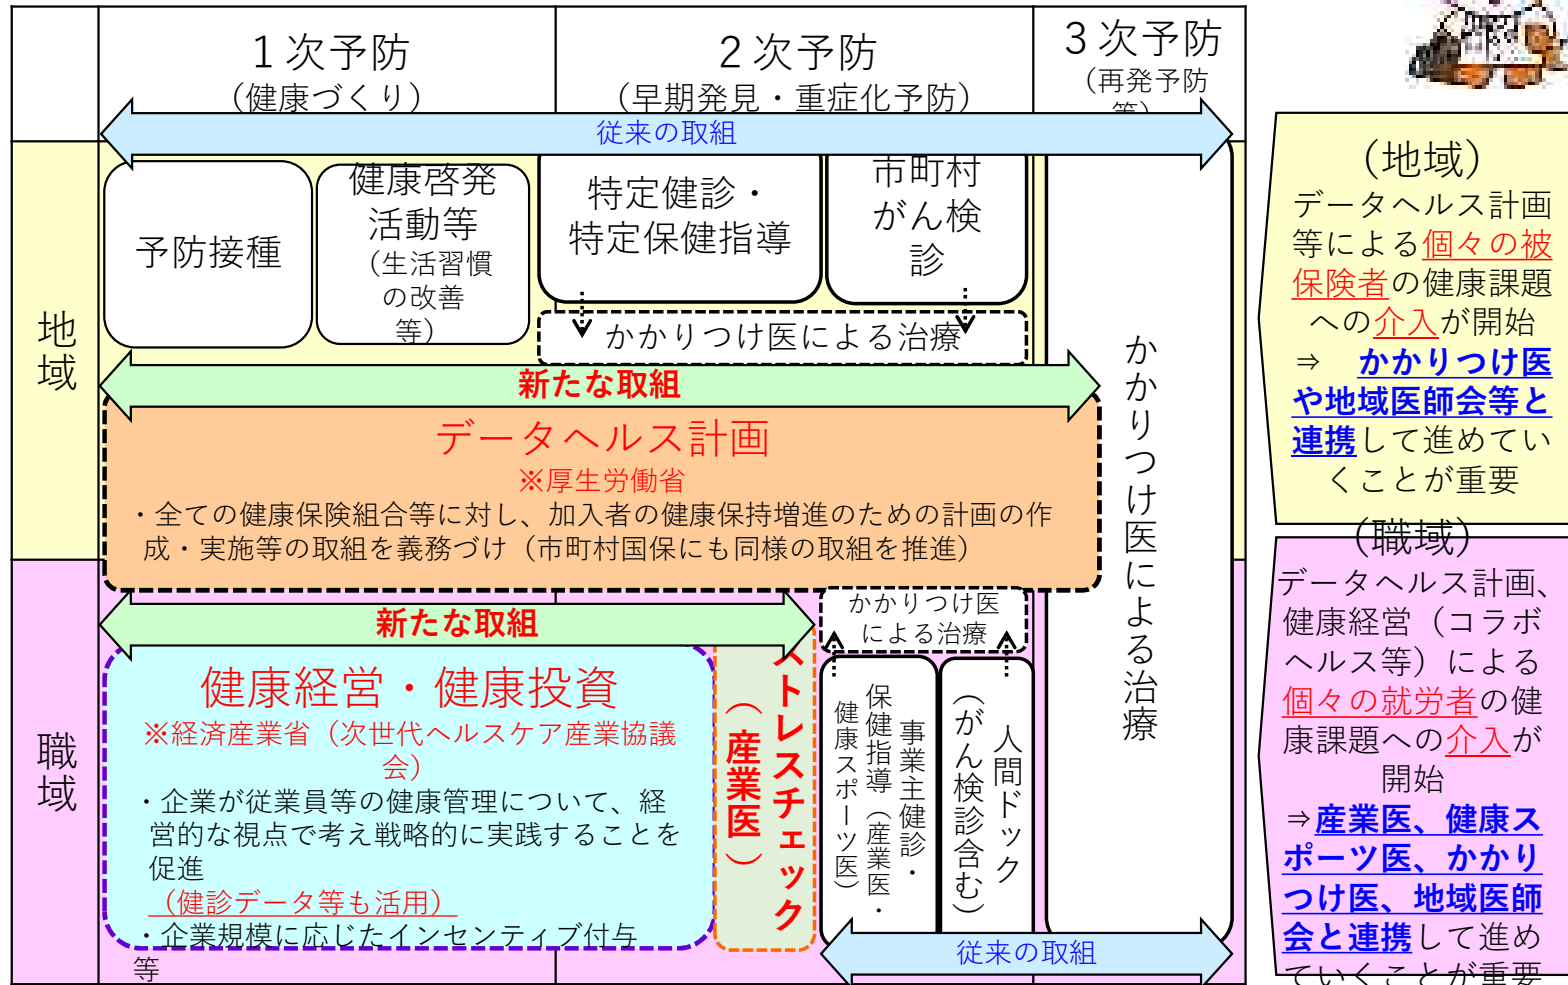 １次予防
（健康づくり）
２次予防
（早期発見・重症化予防）
３次予防
（再発予防
等）
従来の取組
地域
予防接種
健康啓発
活動等
（生活習慣
の改善
等）
特定健診・
特定保健指導
市町村
がん検
診
かかりつけ医による治療
新たな取組
データヘルス計画
※厚生労働省
・全ての健康保険組合等に対し、加入者の健康保持増進のための計画の作
成・実施等の取組を義務づけ（市町村国保にも同様の取組を推進）
かかりつけ医による治療
職域
新たな取組
健康経営・健康投資
※経済産業省（次世代ヘルスケア産業協議
会）
・企業が従業員等の健康管理について、経
営的な視点で考え戦略的に実践することを
促進
（健診データ等も活用）
・企業規模に応じたインセンティブ付与
等
ストレスチェック
（産業医）
かかりつけ医
による治療
事業主健診・
保健指導（産業医・
健康スポーツ医）
人間ドック
（がん検診含む）
従来の取組
（地域）
データヘルス計画
等による個々の被
保険者の健康課題
への介入が開始
⇒　かかりつけ医
や地域医師会等と
連携して進めてい
くことが重要
（職域）
データヘルス計画、
健康経営（コラボ
ヘルス等）による
個々の就労者の健
康課題への介入が
開始
⇒産業医、健康ス
ポーツ医、かかり
つけ医、地域医師
会と連携して進め
ていくことが重要